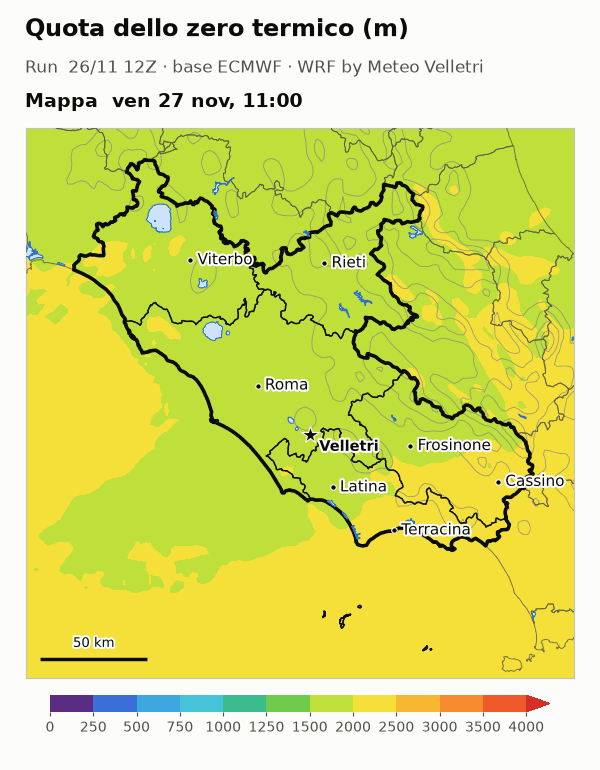 Quota dello zero termico (m)
Run  26/11 12Z · base ECMWF · WRF by Meteo Velletri
Mappa  ven 27 nov, 11:00
Viterbo
Rieti
Roma
Velletri
Frosinone
Cassino
Latina
Terracina
50 km
0 250 500 750 1000 1250 1500 2000 2500 3000 3500 4000